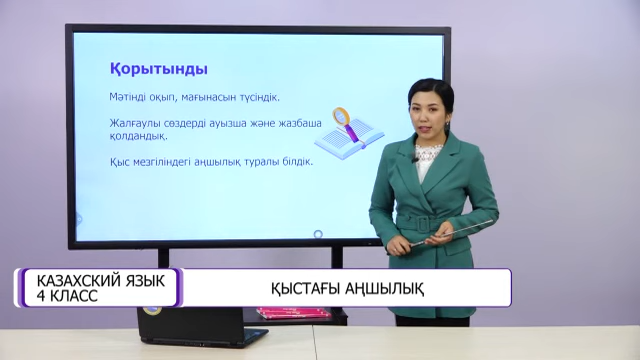 Қорытынды
Мәтінді оқып, мағынасын түсіндік.
Жалғаулы сөздерді ауызша және жазбаша
қолдандық.
Қыс мезгіліндегі аңшылық туралы білдік.
КАЗАХСКИЙ ЯЗЫК
4 КЛАСС
ҚЫСТАҒЫ АҢШЫЛЫҚ